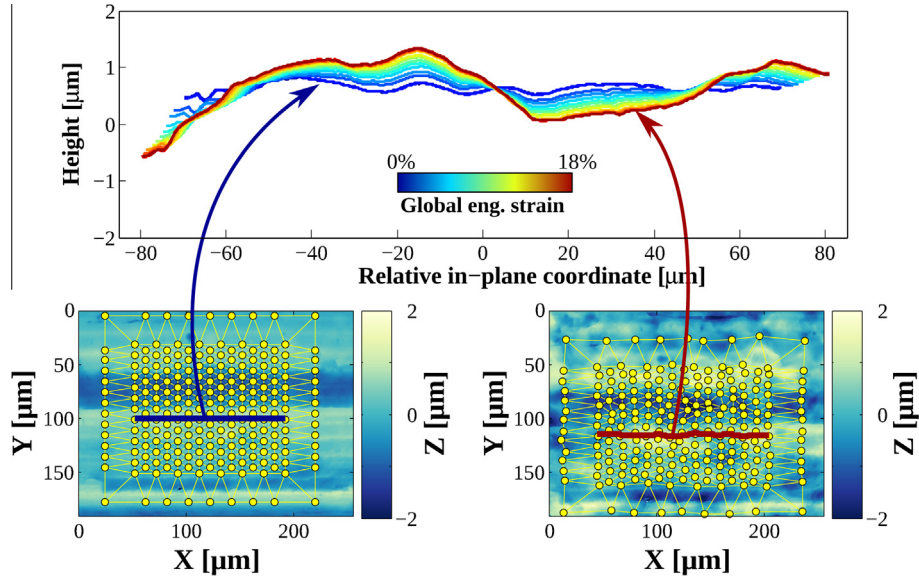 2
1
0
−1
−2
Height [μm]
0% 18%
Global eng. strain
−80 −60 −40 −20 0 20 40 60 80
Relative in−plane coordinate [μm]
0
50
100
150
Y [μm]
0 100 200
X [μm]
2
0
−2
Z [μm]
0
50
100
150
Y [μm]
0 100 200
X [μm]
2
0
−2
Z [μm]